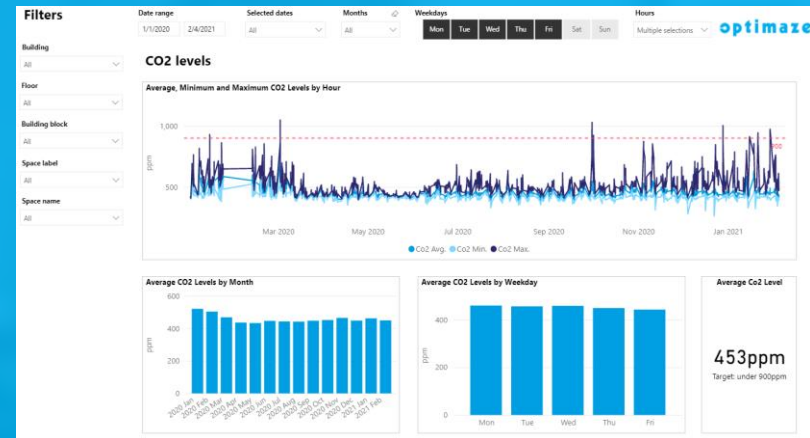 Filters
Date range
Selected dates
Months
Weekdays
Hours
1/1/2020
2/4/2021
All
All
Mon Tue Wed Thu Fri Sat Sun
Multiple selections
optimaze
Building
All
Floor
All
Building block
All
Space label
All
Space name
All
CO2 levels
Average, Minimum and Maximum CO2 Levels by Hour
ppm
1,000
500
900
Mar 2020 May 2020 Jul 2020 Sep 2020 Nov 2020 Jan 2021
Co2 Avg. Co2 Min. Co2 Max.
Average CO2 Levels by Month
ppm
600
400
200
0
2020 Jan 2020 Feb 2020 Mar 2020 Apr 2020 May 2020 Jun 2020 Jul 2020 Aug 2020 Sep 2020 Oct 2020 Nov 2020 Dec 2021 Jan 2021 Feb
Average CO2 Levels by Weekday
ppm
400
200
0
Mon Tue Wed Thu Fri
Average Co2 Level
453ppm
Target: under 900ppm